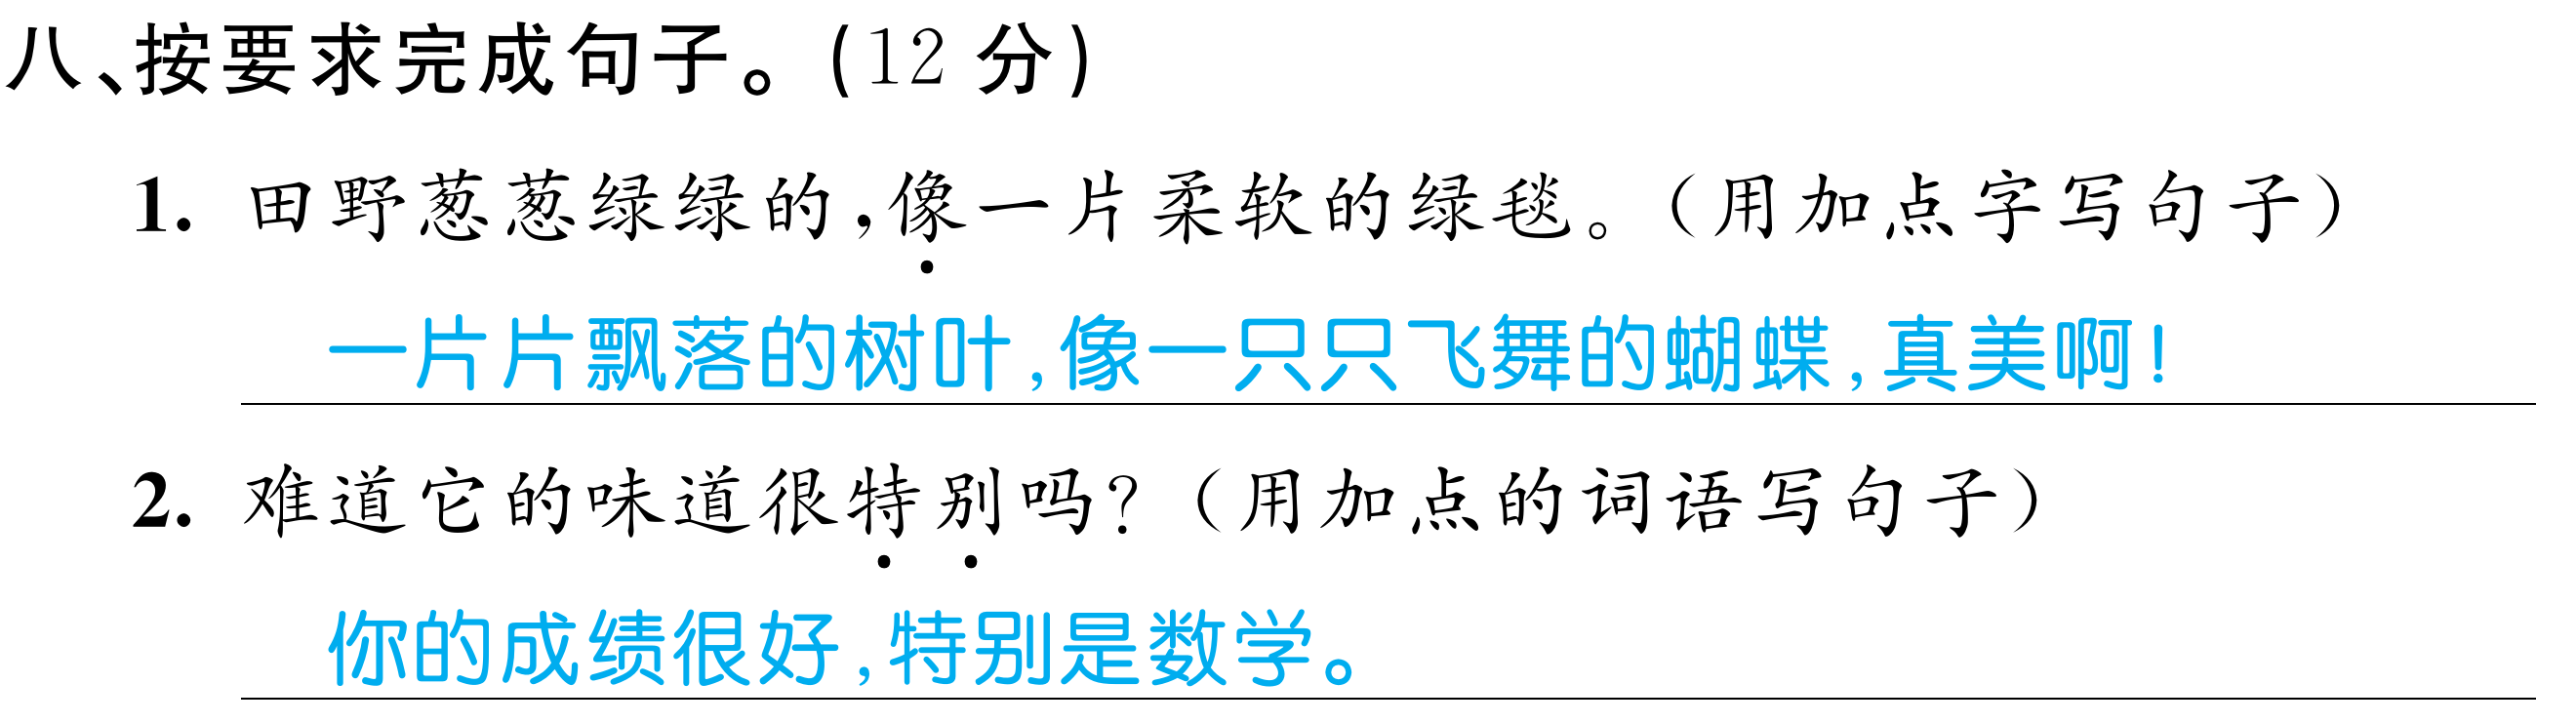 八、按要求完成句子。(12 分)
1. 田野葱葱绿绿的,像一片柔软的绿毯。(用加点字写句子)
一片片飘落的树叶,像一只只飞舞的蝴蝶,真美啊!
2. 难道它的味道很特别吗?(用加点的词语写句子)
你的成绩很好,特别是数学。